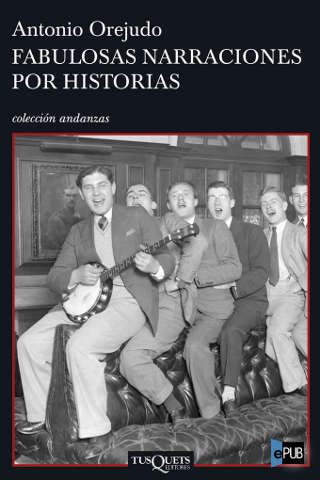 Antonio Orejudo
FABULOSAS NARRACIONES
POR HISTORIAS
colección andanzas
TUSQUETS
EDITORES
ePUB